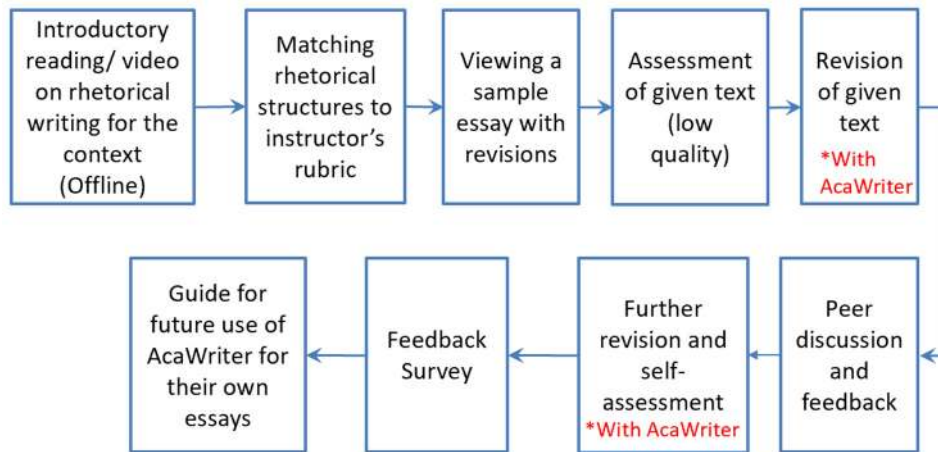 Introductory
reading/ video
on rhetorical
writing for the
context
(Offline)
Matching
rhetorical
structures to
instructor’s
rubric
Viewing a
sample
essay with
revisions
Assessment
of given text
(low
quality)
Revision
of given
text
*With
AcaWriter
Peer
discussion
and
feedback
Further
revision and
self-
assessment
*With AcaWriter
Feedback
Survey
Guide for
future use of
AcaWriter for
their own
essays